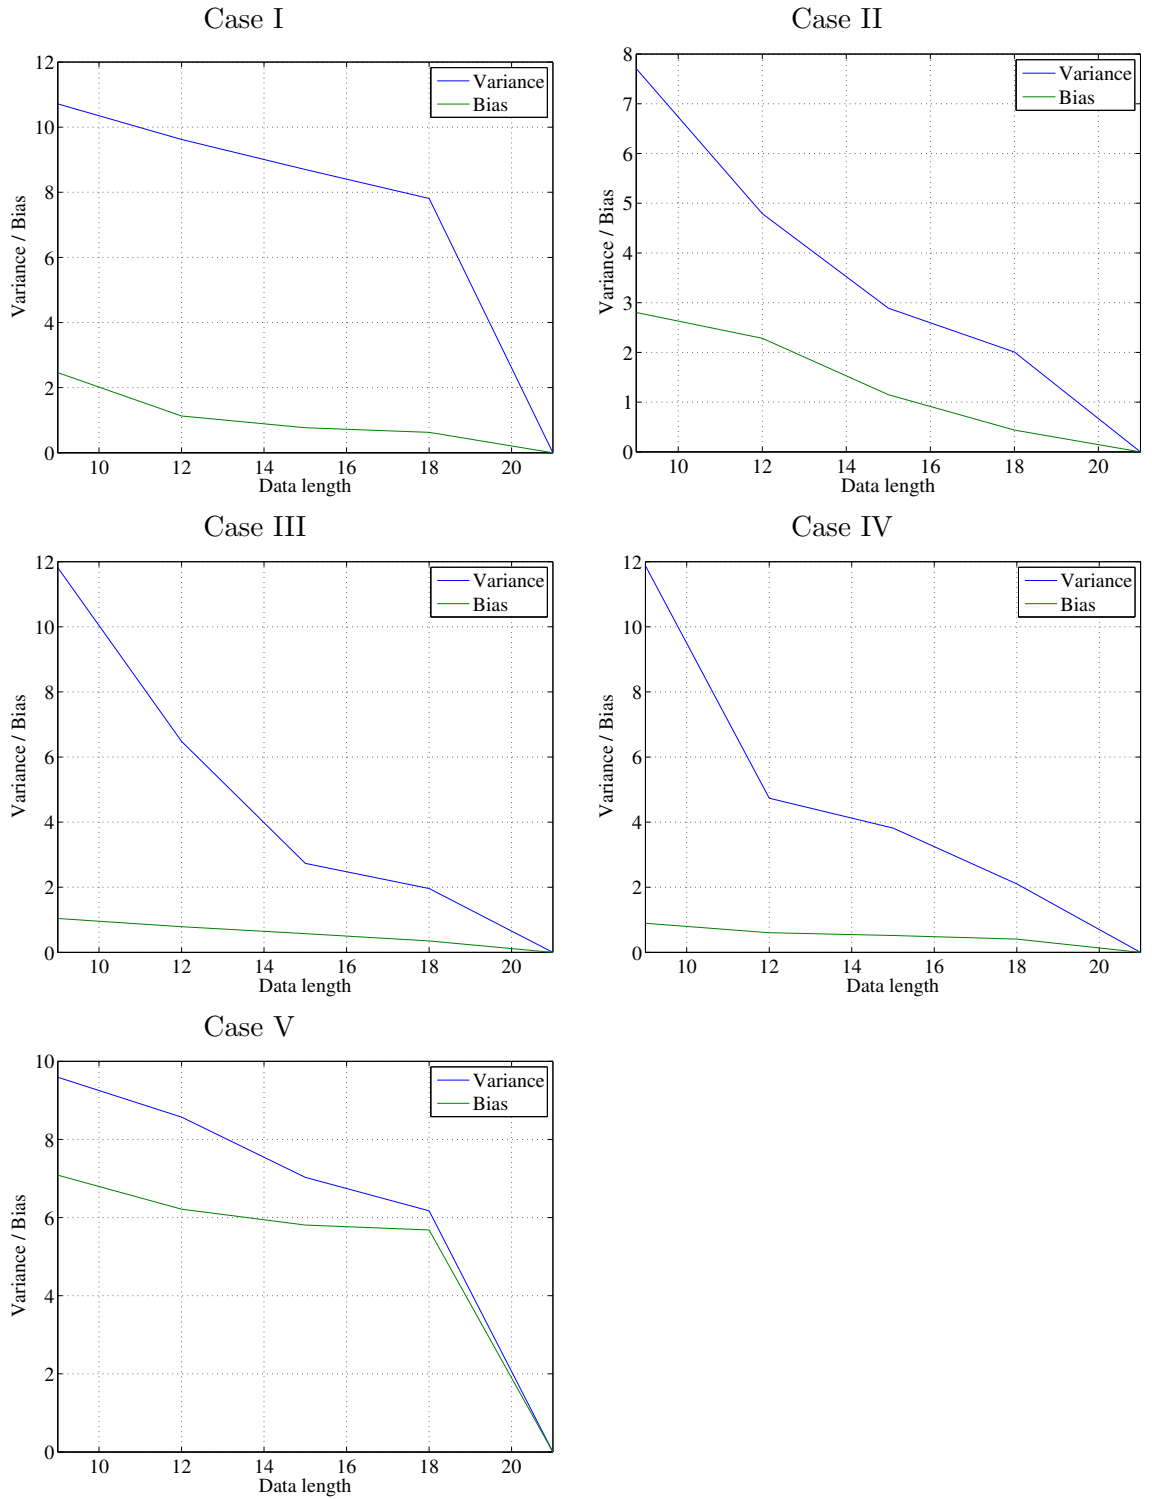 Case I
12
10
8
6
4
2
0
Variance / Bias
Variance
Bias
10 12 14 16 18 20
Data length
Case II
8
7
6
5
4
3
2
1
0
Variance / Bias
Variance
Bias
10 12 14 16 18 20
Data length
Case III
12
10
8
6
4
2
0
Variance / Bias
Variance
Bias
10 12 14 16 18 20
Data length
Case IV
12
10
8
6
4
2
0
Variance / Bias
Variance
Bias
10 12 14 16 18 20
Data length
Case V
10
8
6
4
2
0
Variance / Bias
Variance
Bias
10 12 14 16 18 20
Data length